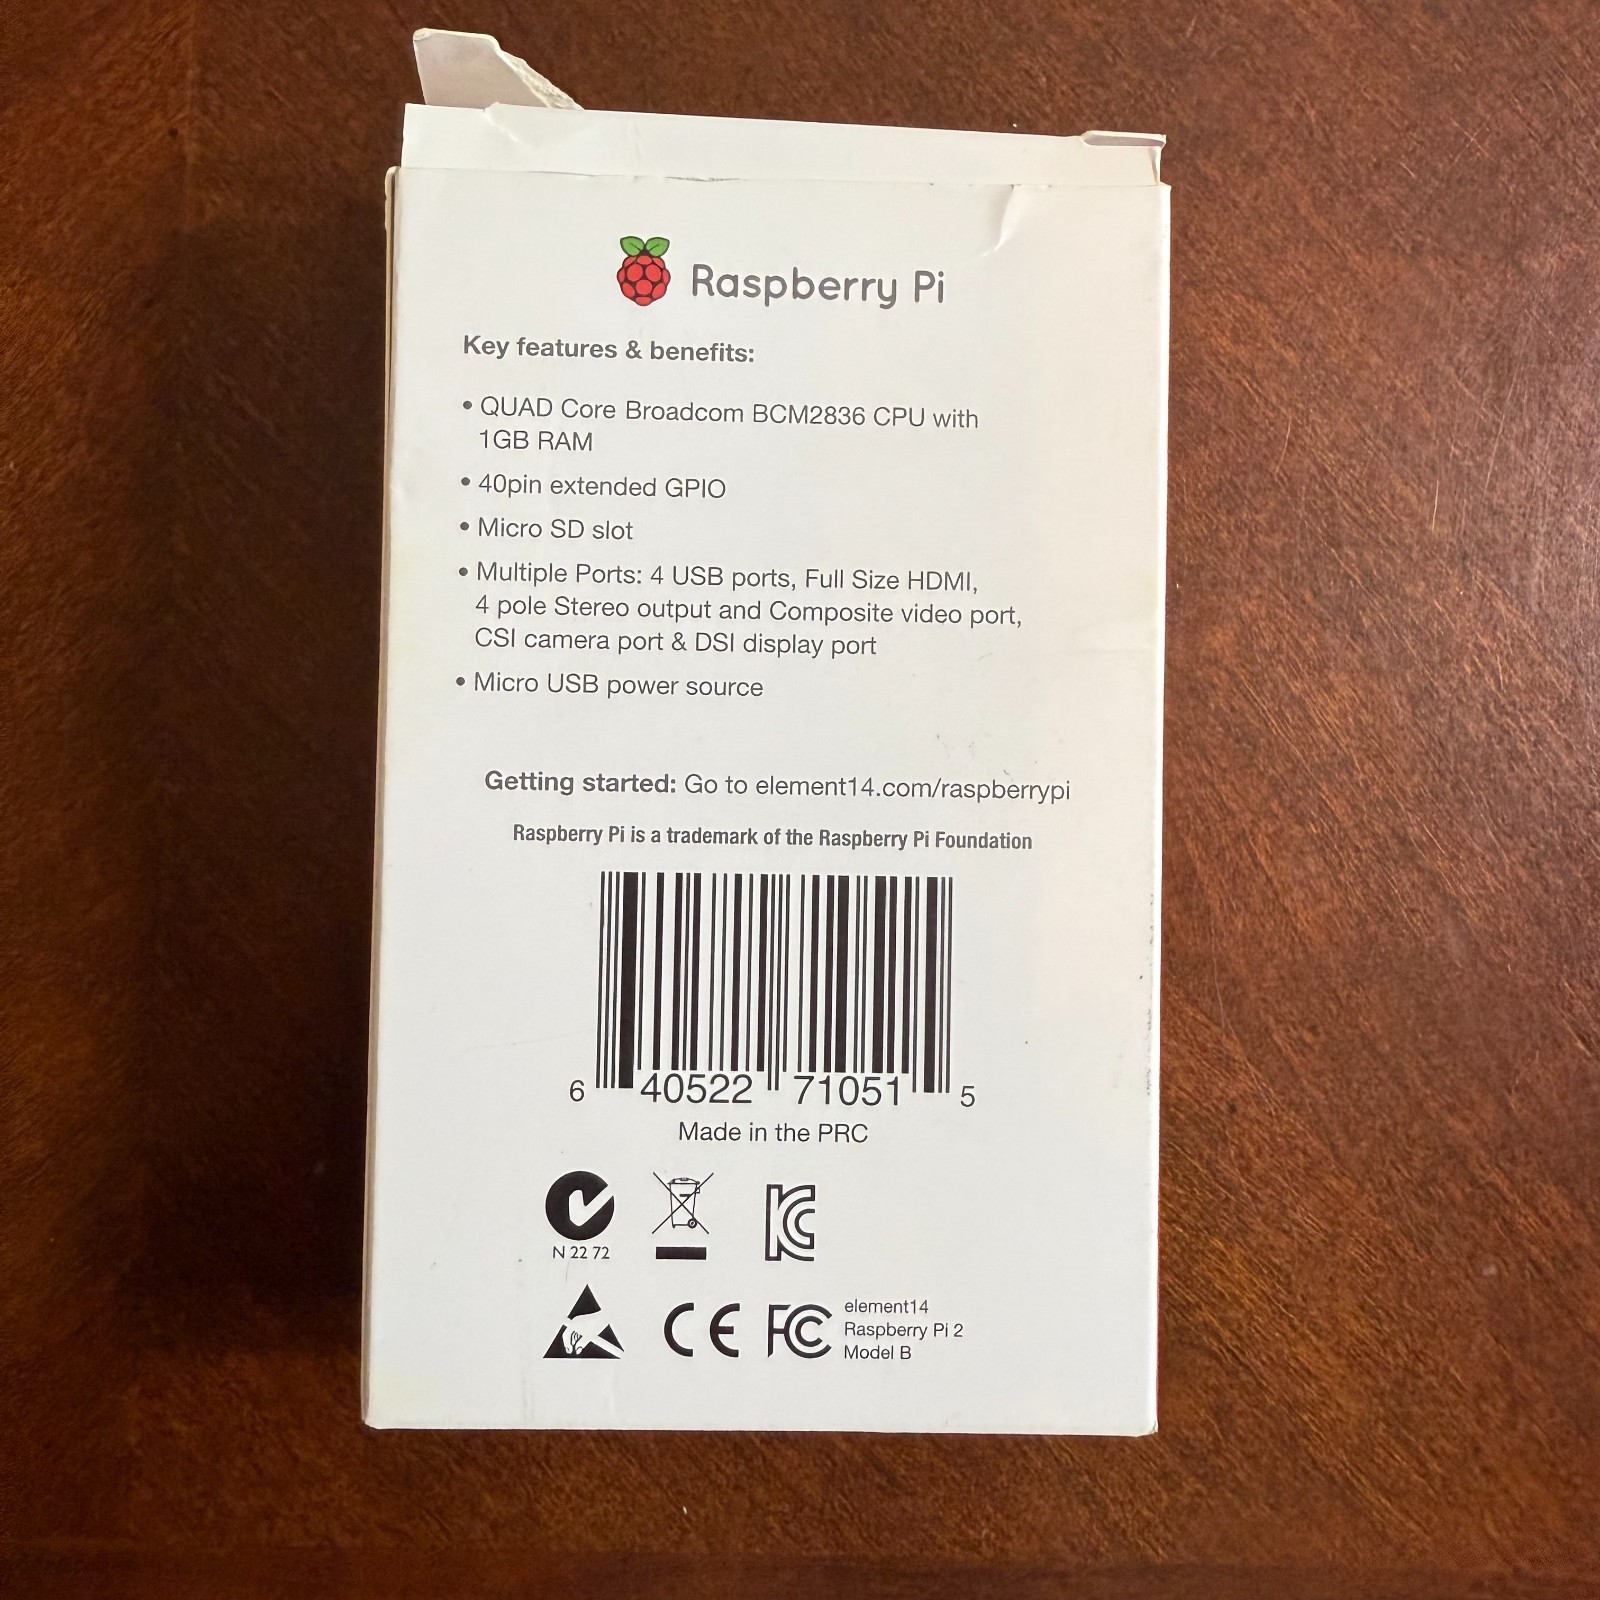 Raspberry Pi
Key features & benefits:
• QUAD Core Broadcom BCM2836 CPU with
1GB RAM
• 40pin extended GPIO
• Micro SD slot
• Multiple Ports: 4 USB ports, Full Size HDMI,
4 pole Stereo output and Composite video port,
CSI camera port & DSI display port
• Micro USB power source
Getting started: Go to element14.com/raspberrypi
Raspberry Pi is a trademark of the Raspberry Pi Foundation
6 40522 71051 5
Made in the PRC
N 22 72
KC
CE FC
element14
Raspberry Pi 2
Model B